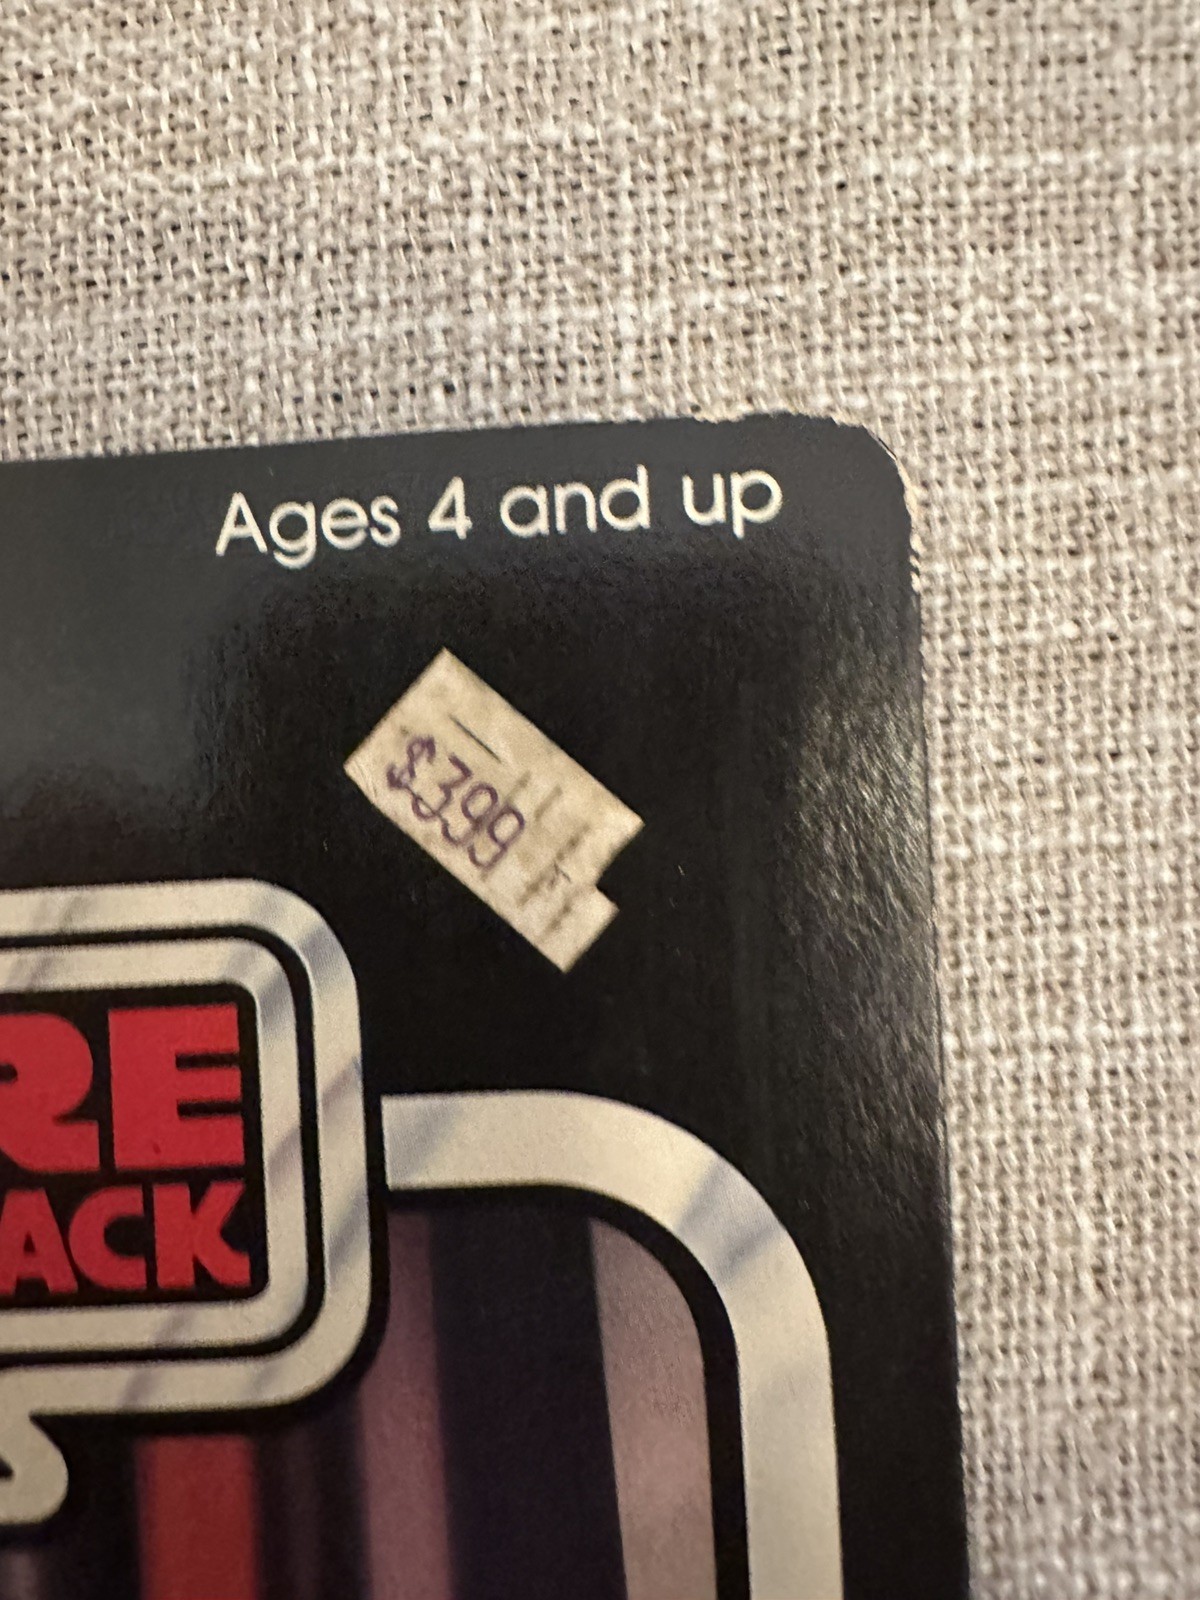 Ages 4 and up
$399
RE
ACK